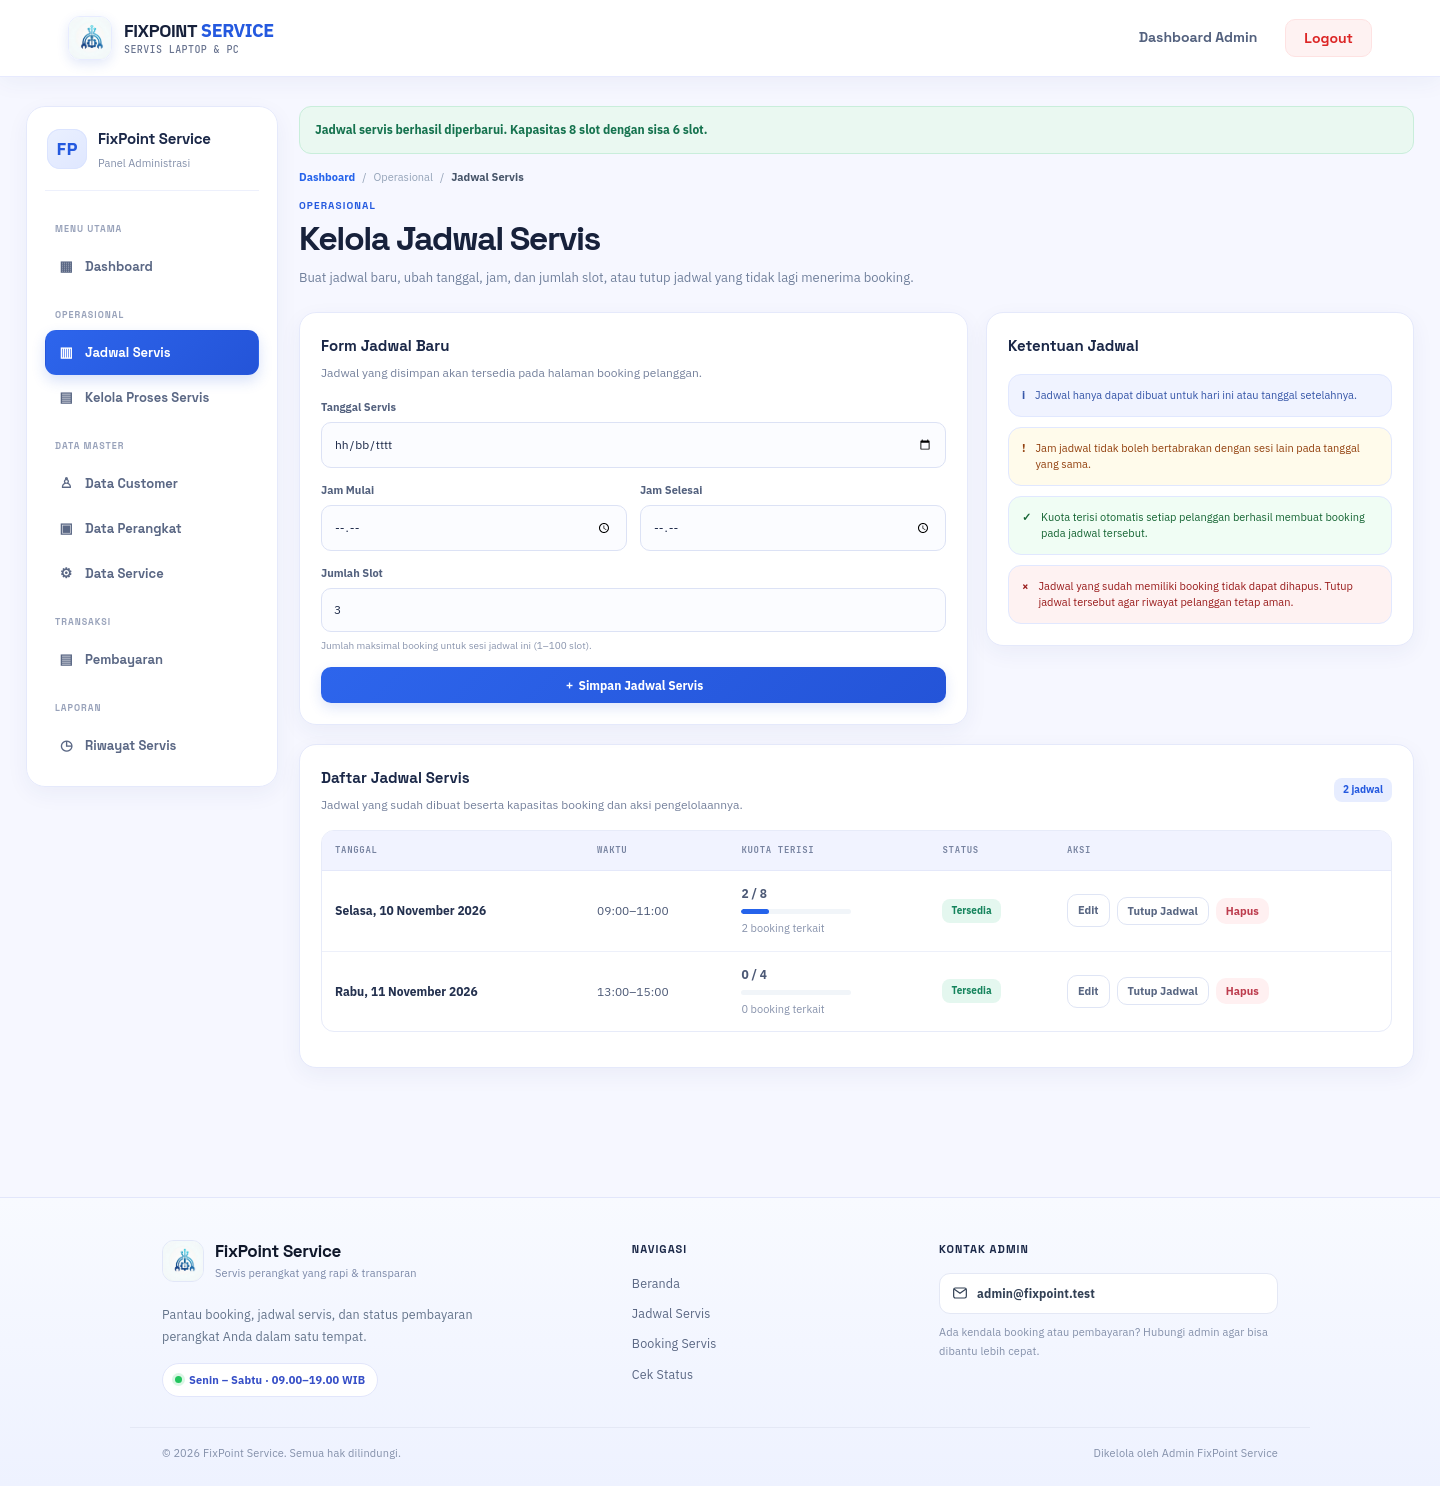 FIXPOINT SERVICE
SERVIS LAPTOP & PC
Dashboard Admin
Logout
FP
FixPoint Service
Panel Administrasi
MENU UTAMA
Dashboard
OPERASIONAL
Jadwal Servis
Kelola Proses Servis
DATA MASTER
Data Customer
Data Perangkat
Data Service
TRANSAKSI
Pembayaran
LAPORAN
Riwayat Servis
Jadwal servis berhasil diperbarui. Kapasitas 8 slot dengan sisa 6 slot.
Dashboard / Operasional / Jadwal Servis
OPERASIONAL
Kelola Jadwal Servis
Buat jadwal baru, ubah tanggal, jam, dan jumlah slot, atau tutup jadwal yang tidak lagi menerima booking.
Form Jadwal Baru
Jadwal yang disimpan akan tersedia pada halaman booking pelanggan.
Tanggal Servis
hh/bb/tttt
Jam Mulai
Jam Selesai
--.--
--.--
Jumlah Slot
3
Jumlah maksimal booking untuk sesi jadwal ini (1–100 slot).
+ Simpan Jadwal Servis
Ketentuan Jadwal
i Jadwal hanya dapat dibuat untuk hari ini atau tanggal setelahnya.
! Jam jadwal tidak boleh bertabrakan dengan sesi lain pada tanggal
yang sama.
✓ Kuota terisi otomatis setiap pelanggan berhasil membuat booking
pada jadwal tersebut.
× Jadwal yang sudah memiliki booking tidak dapat dihapus. Tutup
jadwal tersebut agar riwayat pelanggan tetap aman.
Daftar Jadwal Servis
Jadwal yang sudah dibuat beserta kapasitas booking dan aksi pengelolaannya.
2 jadwal
TANGGAL WAKTU KUOTA TERISI STATUS AKSI
Selasa, 10 November 2026 09:00–11:00 2 / 8 Tersedia Edit Tutup Jadwal Hapus
2 booking terkait
Rabu, 11 November 2026 13:00–15:00 0 / 4 Tersedia Edit Tutup Jadwal Hapus
0 booking terkait
FixPoint Service
Servis perangkat yang rapi & transparan
Pantau booking, jadwal servis, dan status pembayaran
perangkat Anda dalam satu tempat.
Senin – Sabtu · 09.00–19.00 WIB
NAVIGASI
Beranda
Jadwal Servis
Booking Servis
Cek Status
KONTAK ADMIN
admin@fixpoint.test
Ada kendala booking atau pembayaran? Hubungi admin agar bisa
dibantu lebih cepat.
© 2026 FixPoint Service. Semua hak dilindungi.
Dikelola oleh Admin FixPoint Service